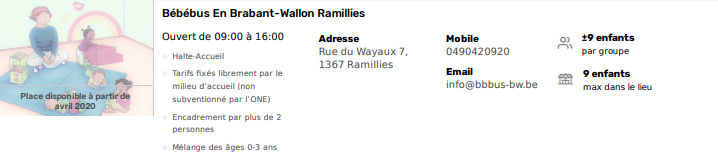 Bébébus En Brabant-Wallon Ramillies
Ouvert de 09:00 à 16:00
Halte-Accueil
Tarifs fixés librement par le
milieu d'accueil (non
subventionné par l'ONE)
Encadrement par plus de 2
personnes
Mélange des âges 0-3 ans
Adresse
Rue du Wayaux 7,
1367 Ramillies
Mobile
0490420920
Email
info@bbbus-bw.be
±9 enfants
par groupe
9 enfants
max dans le lieu
Place disponible à partir de
avril 2020